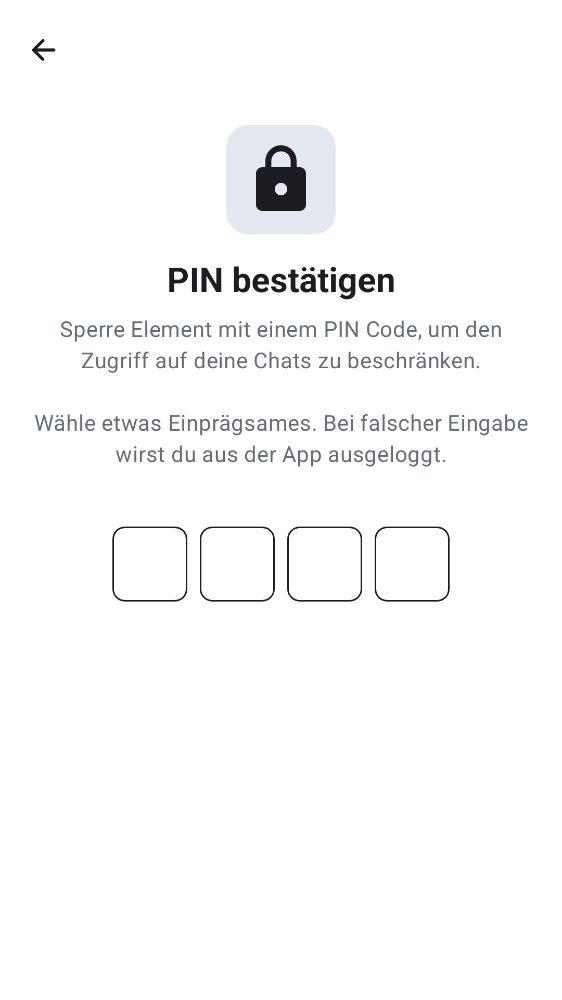 PIN bestätigen
Sperre Element mit einem PIN Code, um den
Zugriff auf deine Chats zu beschränken.
Wähle etwas Einprägsames. Bei falscher Eingabe
wirst du aus der App ausgeloggt.